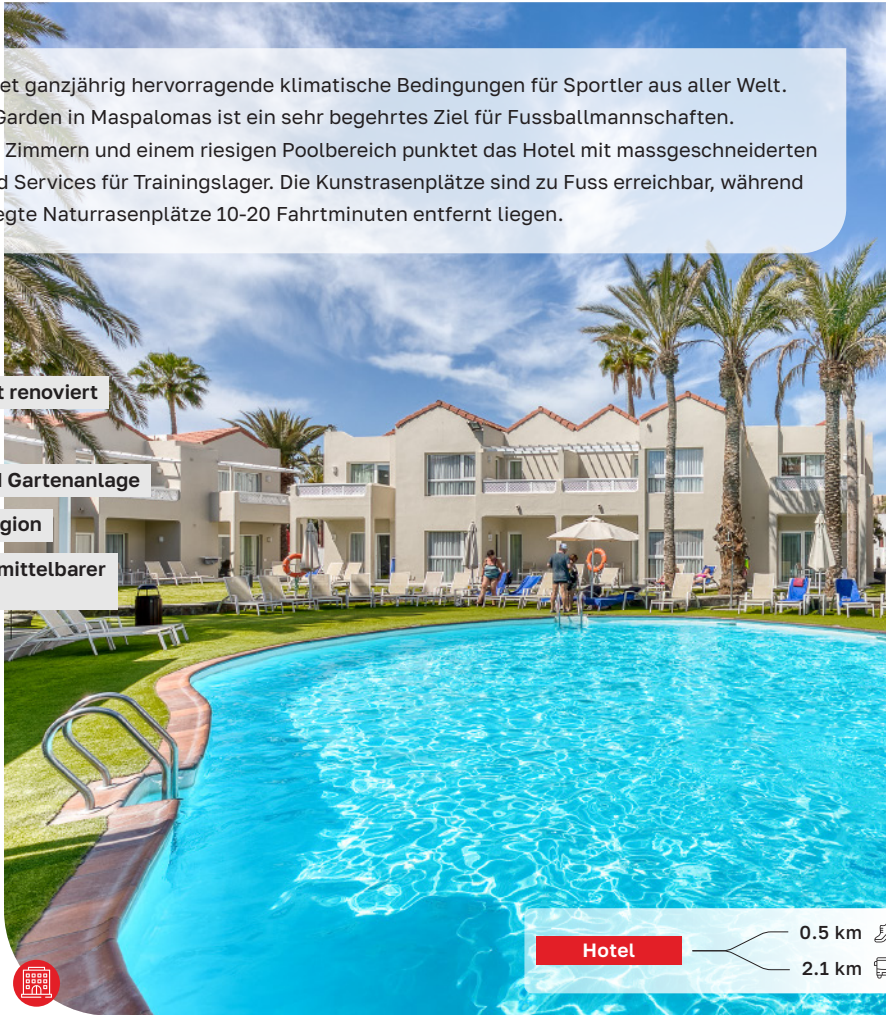 et ganzjährig hervorragende klimatische Bedingungen für Sportler aus aller Welt.
Garden in Maspalomas ist ein sehr begehrtes Ziel für Fussballmannschaften.
Zimmern und einem riesigen Poolbereich punktet das Hotel mit massgeschneiderten
d Services für Trainingslager. Die Kunstrasenplätze sind zu Fuss erreichbar, während
egte Naturrasenplätze 10-20 Fahrtminuten entfernt liegen.
t renoviert
d Gartenanlage
gion
mittelbarer
Hotel
0.5 km
2.1 km